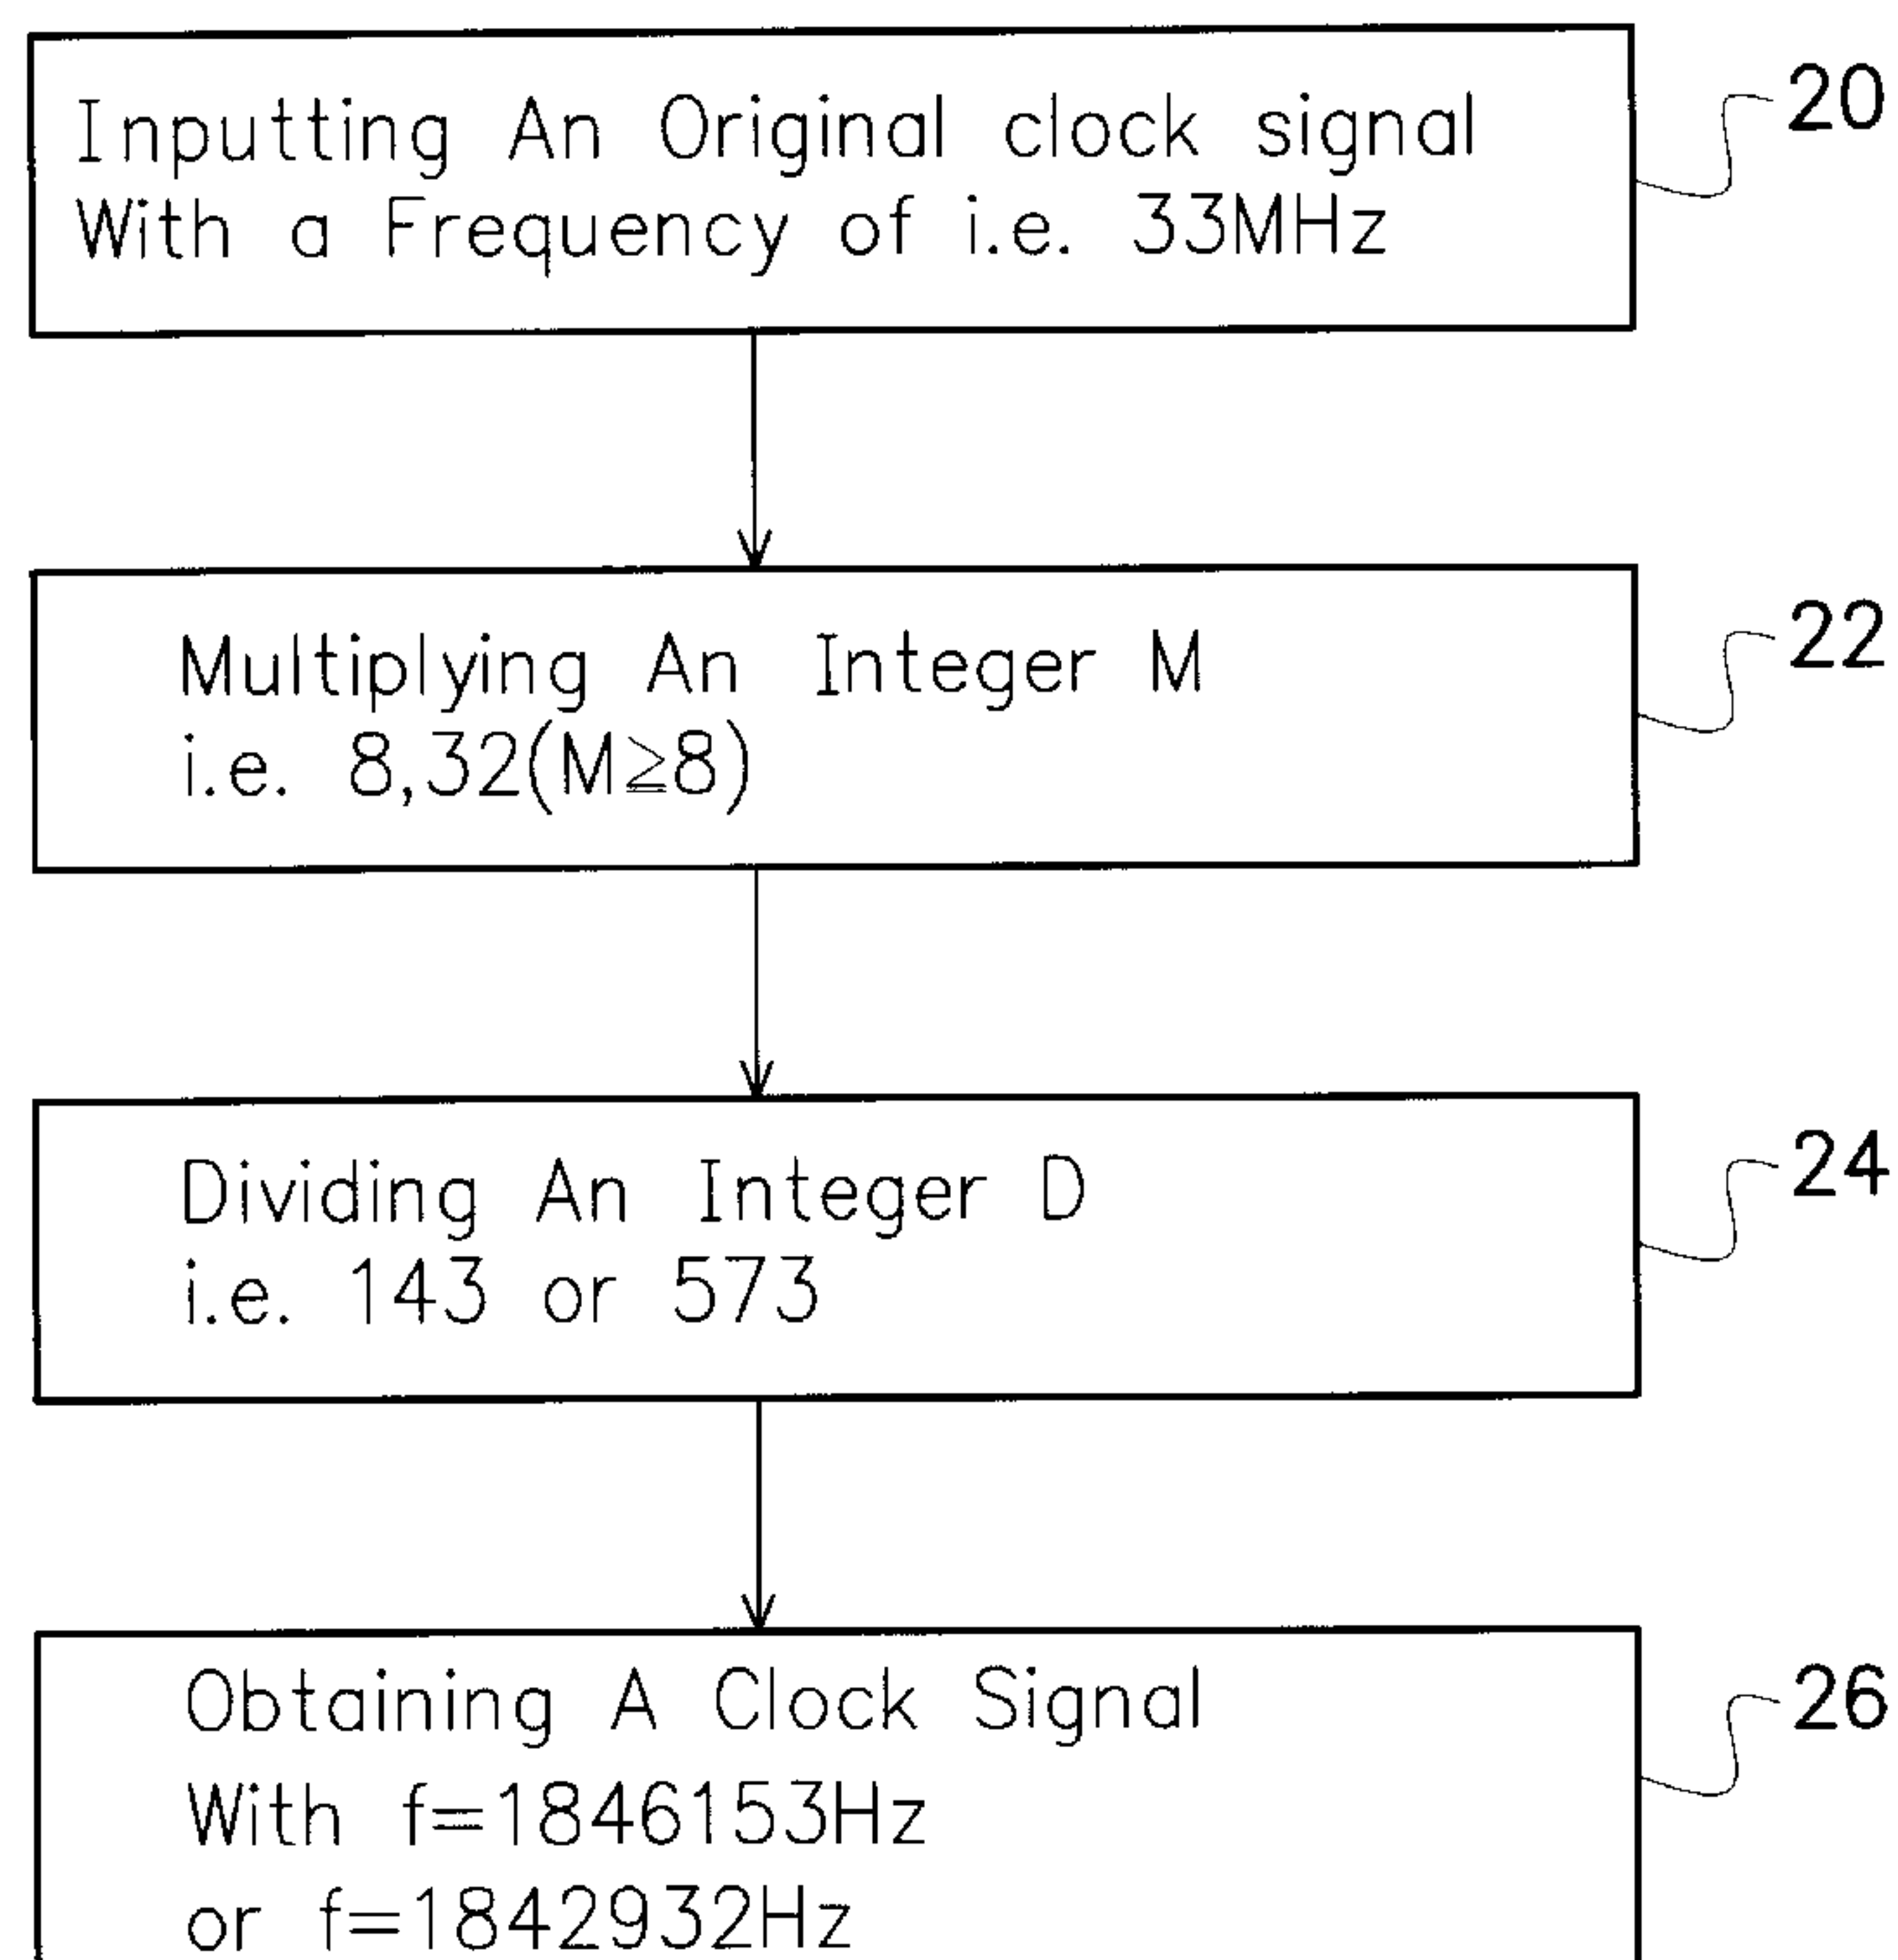 Inputting An Original clock signal
With a Frequency of i.e. 33MHz
20
Multiplying An Integer M
i.e. 8,32(M≧8)
22
Dividing An Integer D
i.e. 143 or 573
24
Obtaining A Clock Signal
With f=1846153Hz
or f=1842932Hz
26